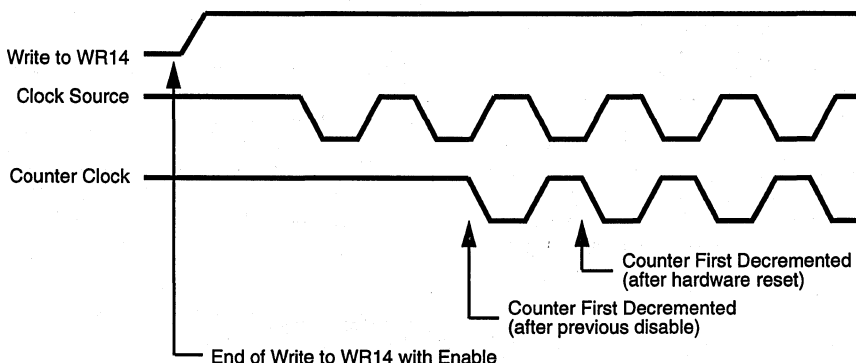 Write to WR14
Clock Source
Counter Clock
Counter First Decremented
(after hardware reset)
Counter First Decremented
(after previous disable)
End of Write to WR14 with Enable